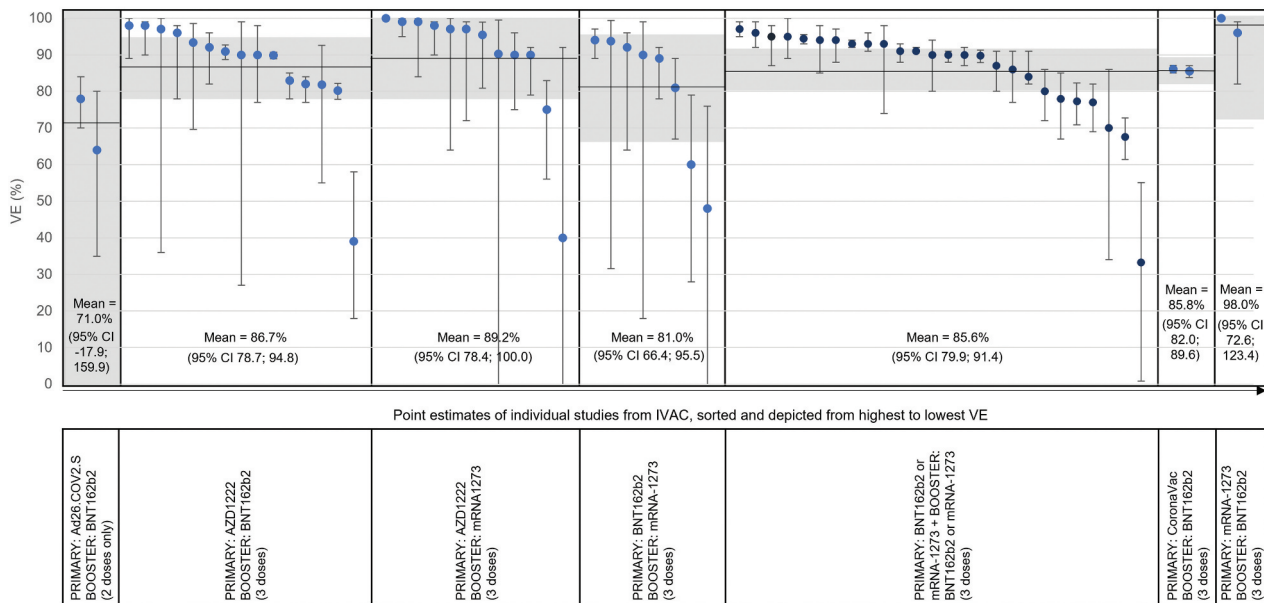 100
90
80
70
60
50
40
30
20
10
0
VE (%)
Mean =
71.0%
(95% CI
-17.9;
159.9)
Mean = 86.7%
(95% CI 78.7; 94.8)
Mean = 89.2%
(95% CI 78.4; 100.0)
Mean = 81.0%
(95% CI 66.4; 95.5)
Mean = 85.6%
(95% CI 79.9; 91.4)
Mean =
85.8%
(95% CI
82.0;
89.6)
Mean =
98.0%
(95% CI
72.6;
123.4)
Point estimates of individual studies from IVAC, sorted and depicted from highest to lowest VE
PRIMARY: Ad26.COV2.S
BOOSTER: BNT162b2
(2 doses only)
PRIMARY: AZD1222
BOOSTER: BNT162b2
(3 doses)
PRIMARY: AZD1222
BOOSTER: mRNA1273
(3 doses)
PRIMARY: BNT162b2
BOOSTER: mRNA-1273
(3 doses)
PRIMARY: BNT162b2 or
mRNA-1273 + BOOSTER:
BNT162b2 or mRNA-1273
(3 doses)
PRIMARY: CoronaVac
BOOSTER: BNT162b2
(3 doses)
PRIMARY: mRNA-1273
BOOSTER: BNT162b2
(3 doses)